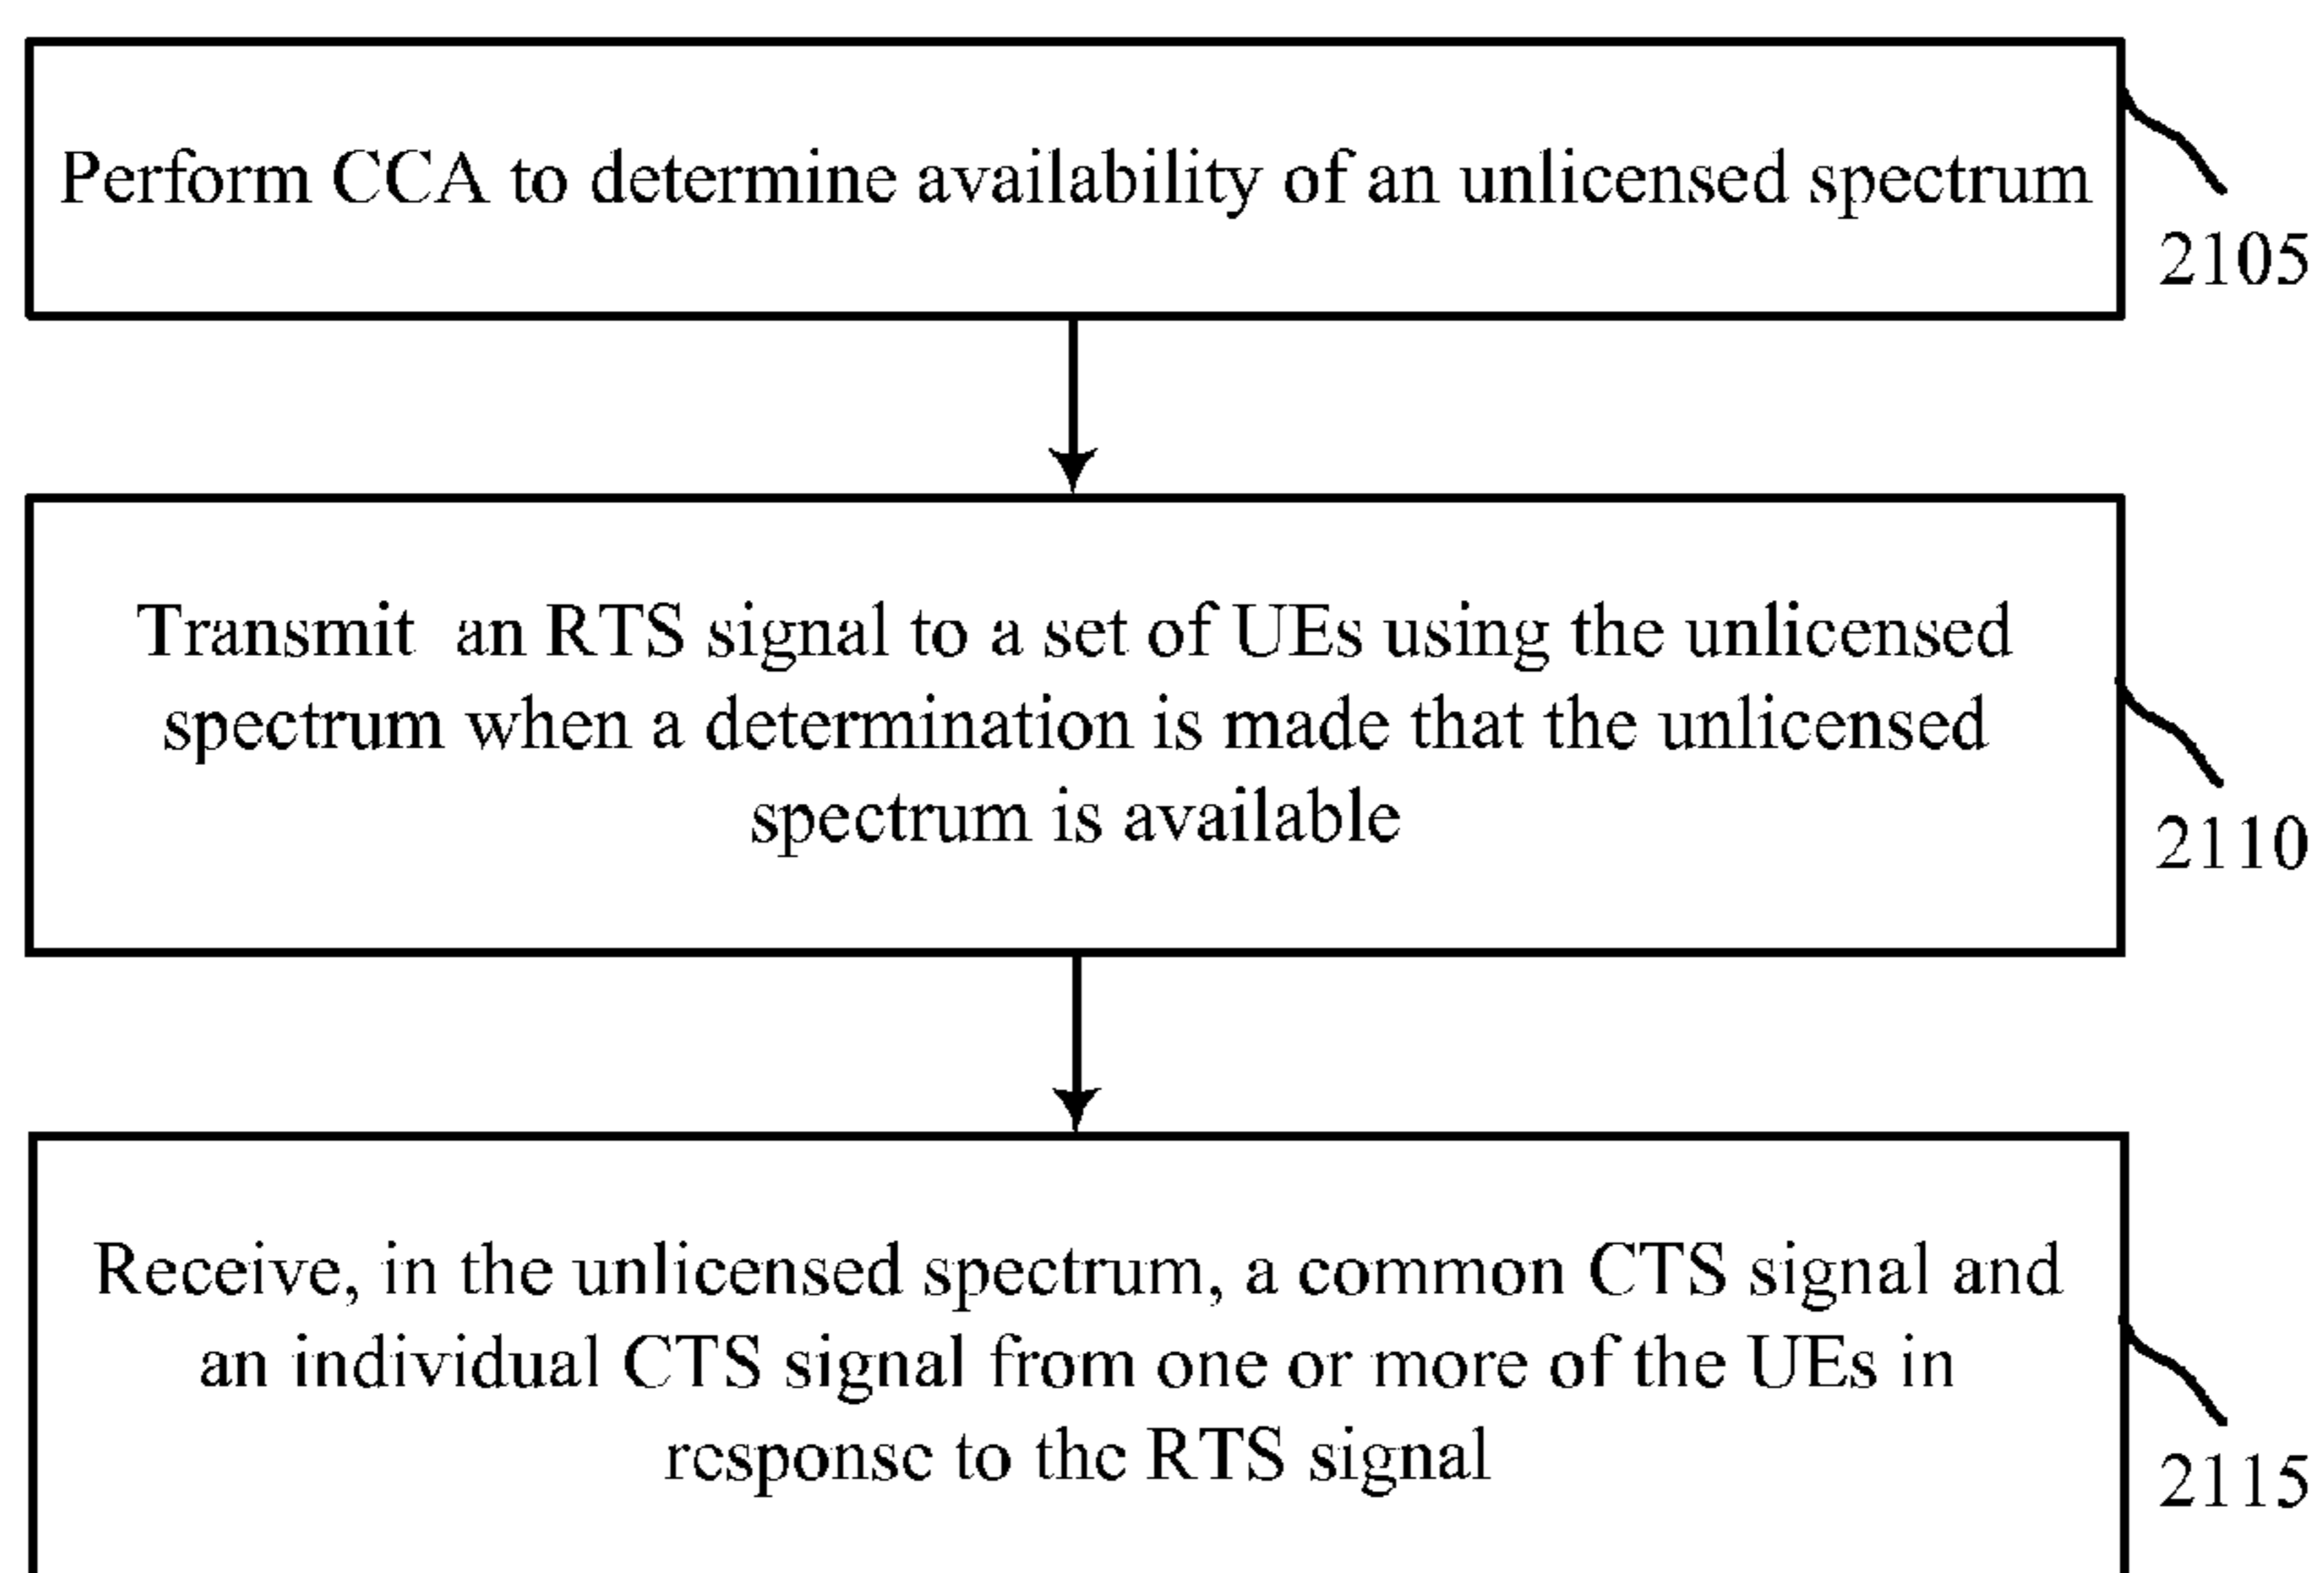 Perform CCA to determine availability of an unlicensed spectrum
2105
Transmit an RTS signal to a set of UEs using the unlicensed
spectrum when a determination is made that the unlicensed
spectrum is available
2110
Receive, in the unlicensed spectrum, a common CTS signal and
an individual CTS signal from one or more of the UEs in
response to the RTS signal
2115